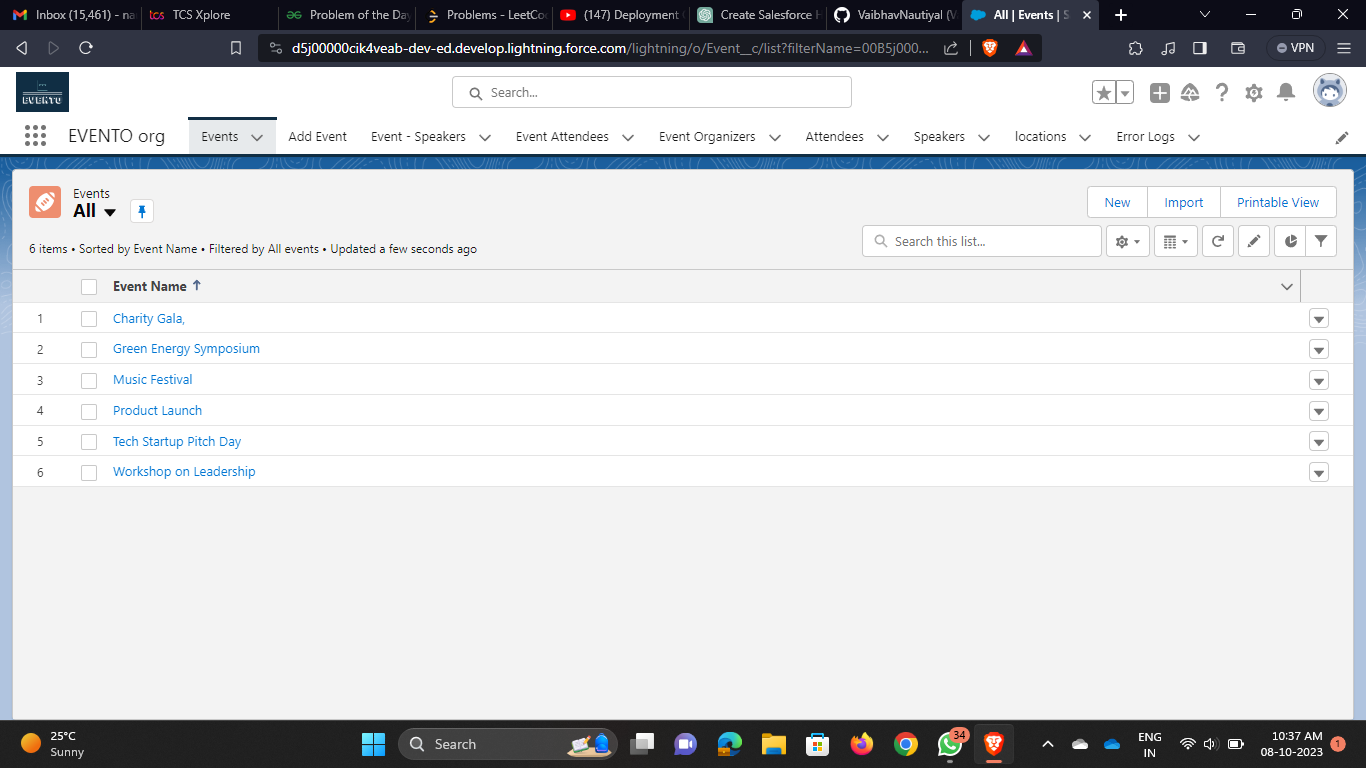 Inbox (15,461) - na
TCS Xplore
Problem of the Day
Problems - LeetCo
(147) Deployment
Create Salesforce H
VaibhavNautiyal (V
All | Events | S
d5j00000cik4veab-dev-ed.develop.lightning.force.com/lightning/o/Event__c/list?filterName=00B5j000...
VPN
EVENTO
Search...
EVENTO org
Events
Add Event
Event - Speakers
Event Attendees
Event Organizers
Attendees
Speakers
locations
Error Logs
Events
All
New
Import
Printable View
6 items • Sorted by Event Name • Filtered by All events • Updated a few seconds ago
Search this list...
Event Name
1 Charity Gala,
2 Green Energy Symposium
3 Music Festival
4 Product Launch
5 Tech Startup Pitch Day
6 Workshop on Leadership
25°C
Sunny
Search
34
ENG
IN
10:37 AM
08-10-2023
1